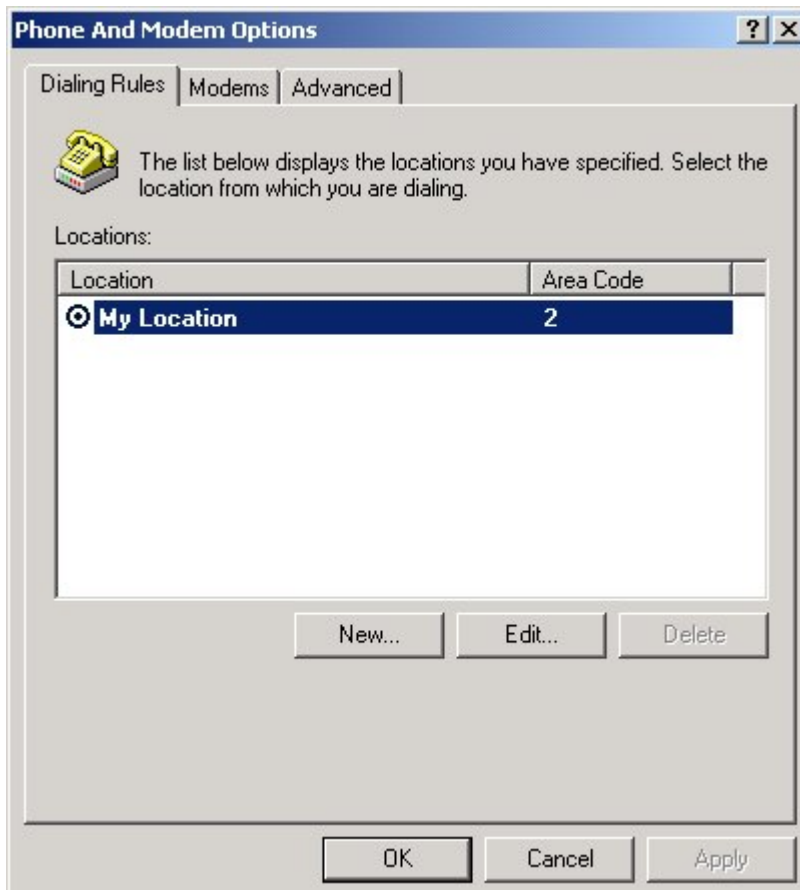 Phone And Modem Options
Dialing Rules Modems Advanced
The list below displays the locations you have specified. Select the
location from which you are dialing.
Locations:
Location Area Code
My Location 2
New... Edit... Delete
OK Cancel Apply